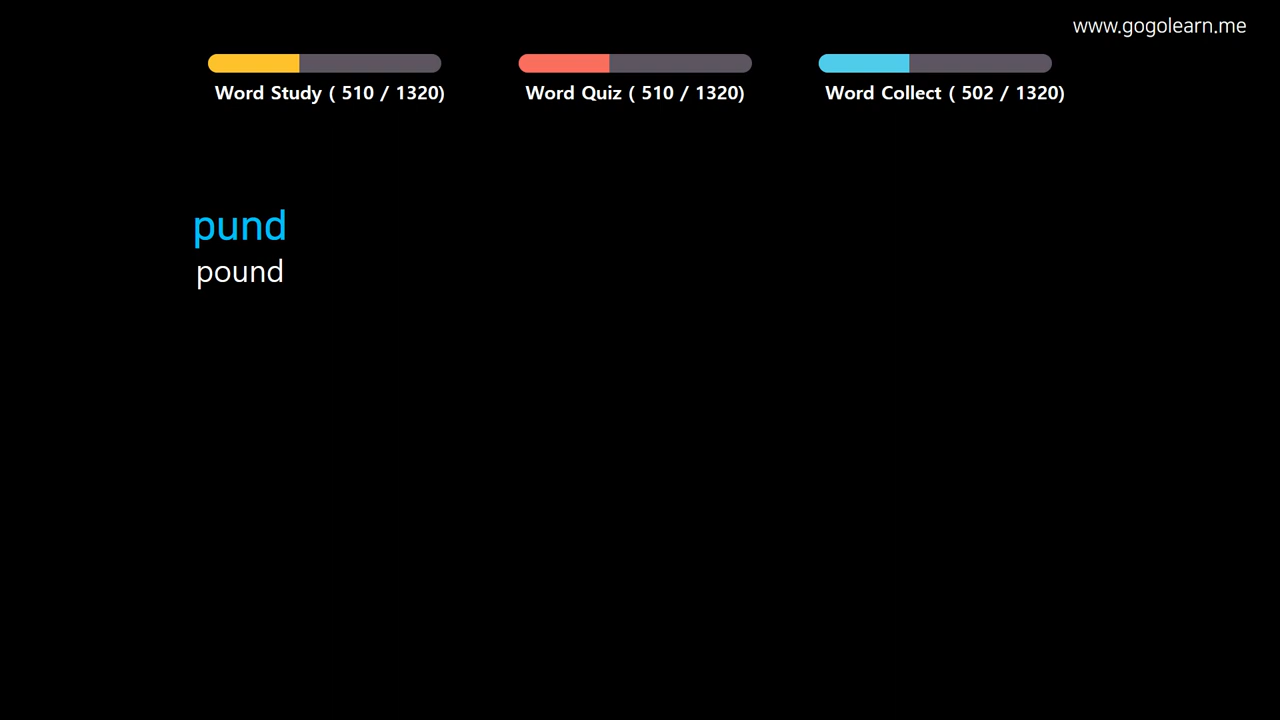 www.gogolearn.me
Word Study ( 510 / 1320)
Word Quiz ( 510 / 1320)
Word Collect ( 502 / 1320)
pund
pound